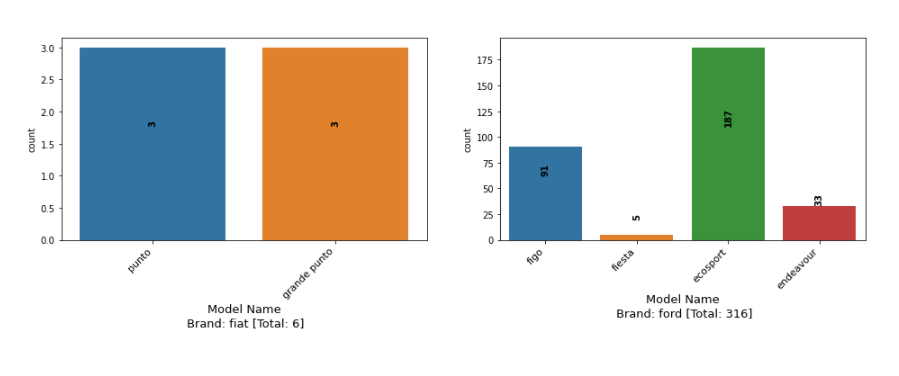 3.0
2.5
2.0
1.5
1.0
0.5
0.0
count
3
3
punto
grande punto
Model Name
Brand: fiat [Total: 6]
175
150
125
100
75
50
25
0
count
91
5
187
33
figo
fiesta
ecosport
endeavour
Model Name
Brand: ford [Total: 316]